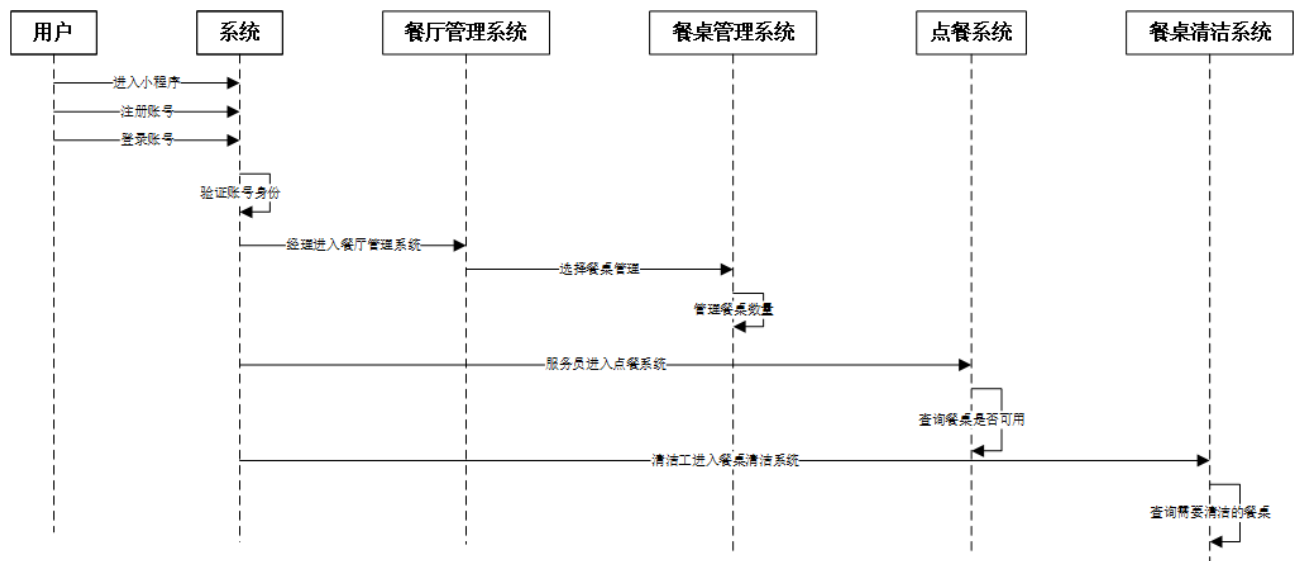 用户
系统
餐厅管理系统
餐桌管理系统
点餐系统
餐桌清洁系统
进入小程序
注册账号
登录账号
验证账号身份
经理进入餐厅管理系统
选择餐桌管理
管理餐桌数量
服务员进入点餐系统
查询餐桌是否可用
清洁工进入餐桌清洁系统
查询需要清洁的餐桌